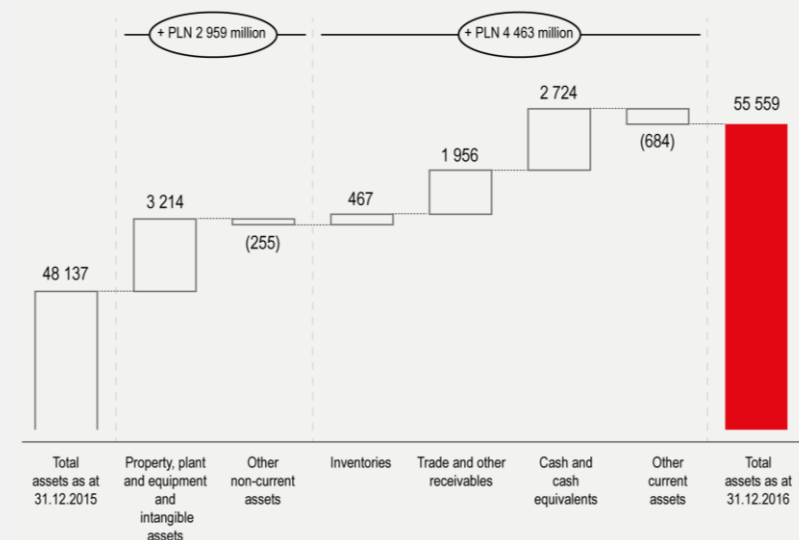 + PLN 2 959 million
+ PLN 4 463 million
48 137
3 214
(255)
467
1 956
2 724
(684)
55 559
Total
assets as at
31.12.2015
Property, plant
and equipment
and
intangible
assets
Other
non-current
assets
Inventories
Trade and other
receivables
Cash and
cash
equivalents
Other
current
assets
Total
assets as at
31.12.2016